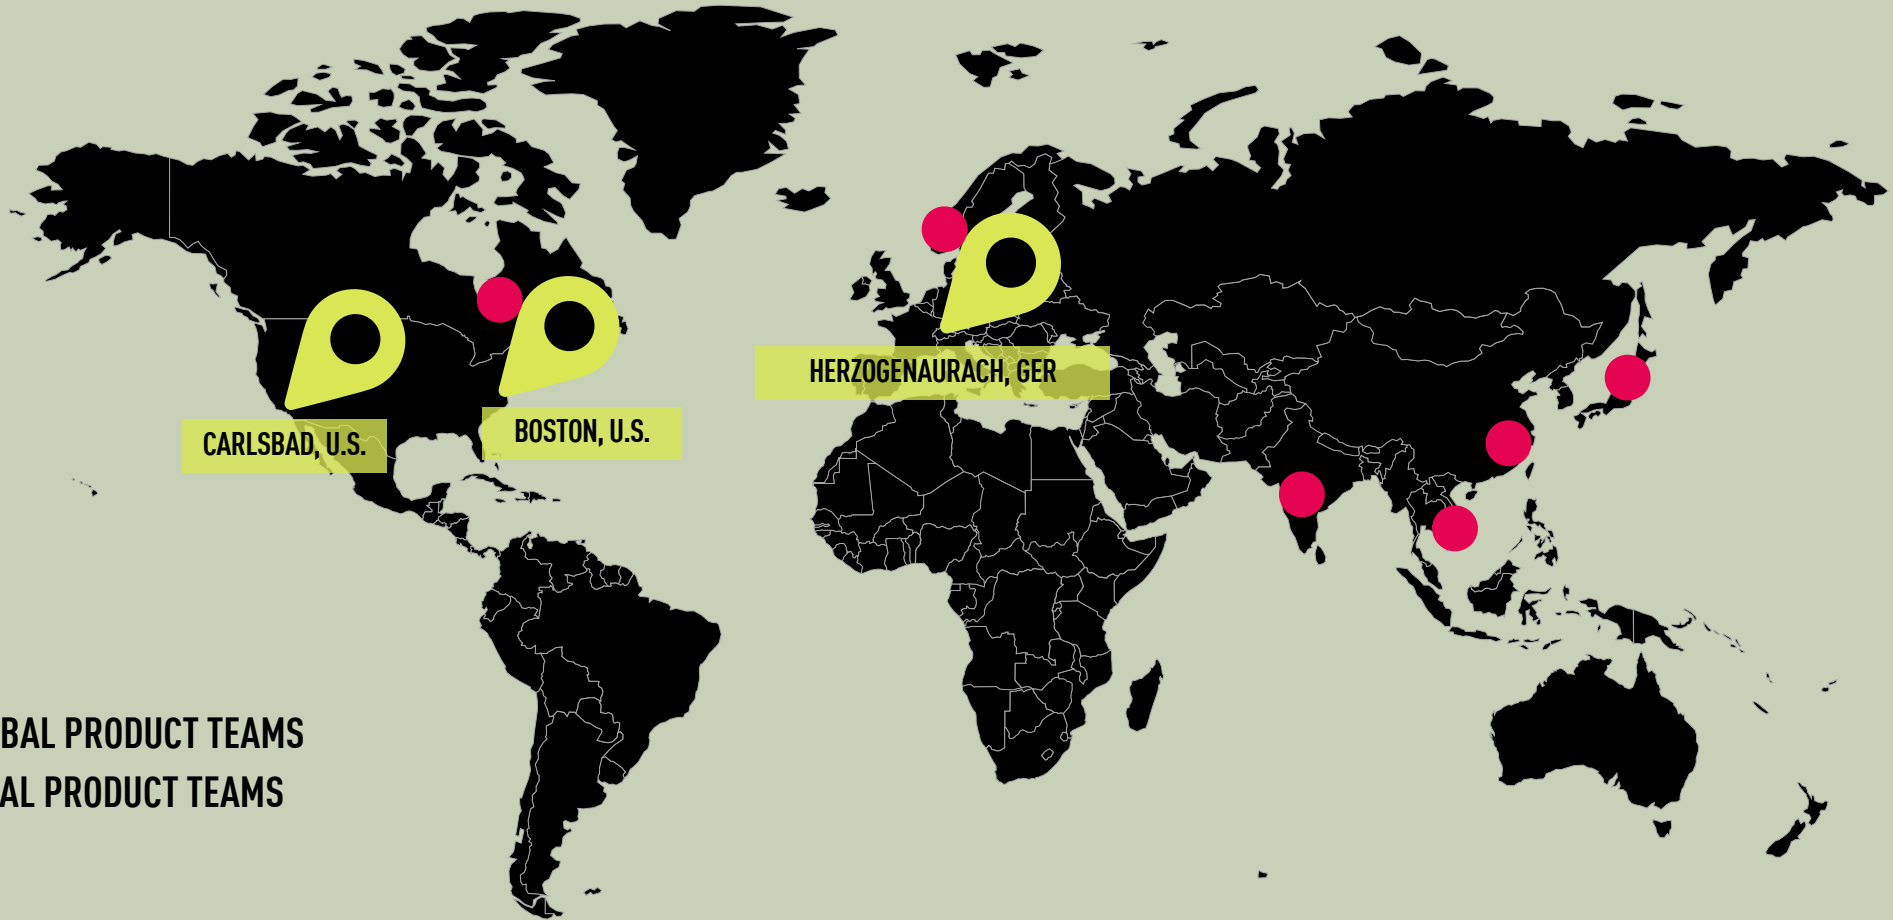 HERZOGENAURACH, GER
CARLSBAD, U.S.
BOSTON, U.S.
BAL PRODUCT TEAMS
AL PRODUCT TEAMS